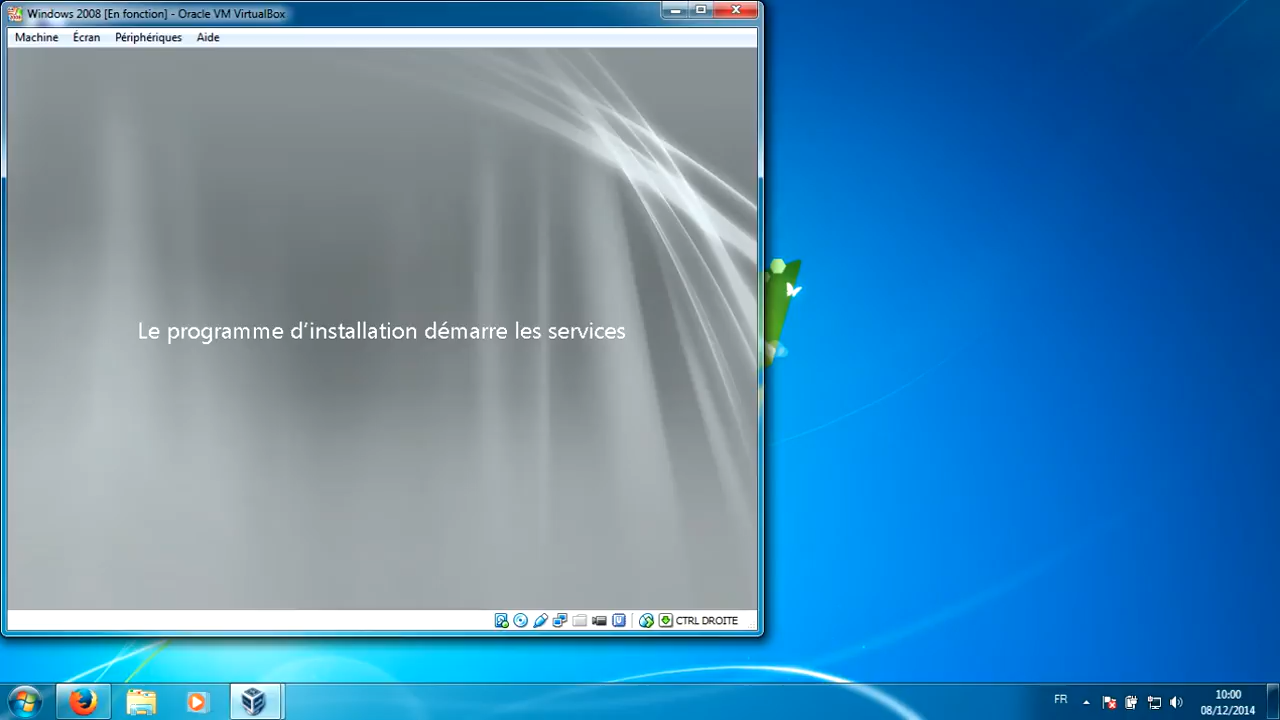 Windows 2008 [En fonction] - Oracle VM VirtualBox
Machine Écran Périphériques Aide
Le programme d’installation démarre les services
CTRL DROITE
FR
10:00
08/12/2014